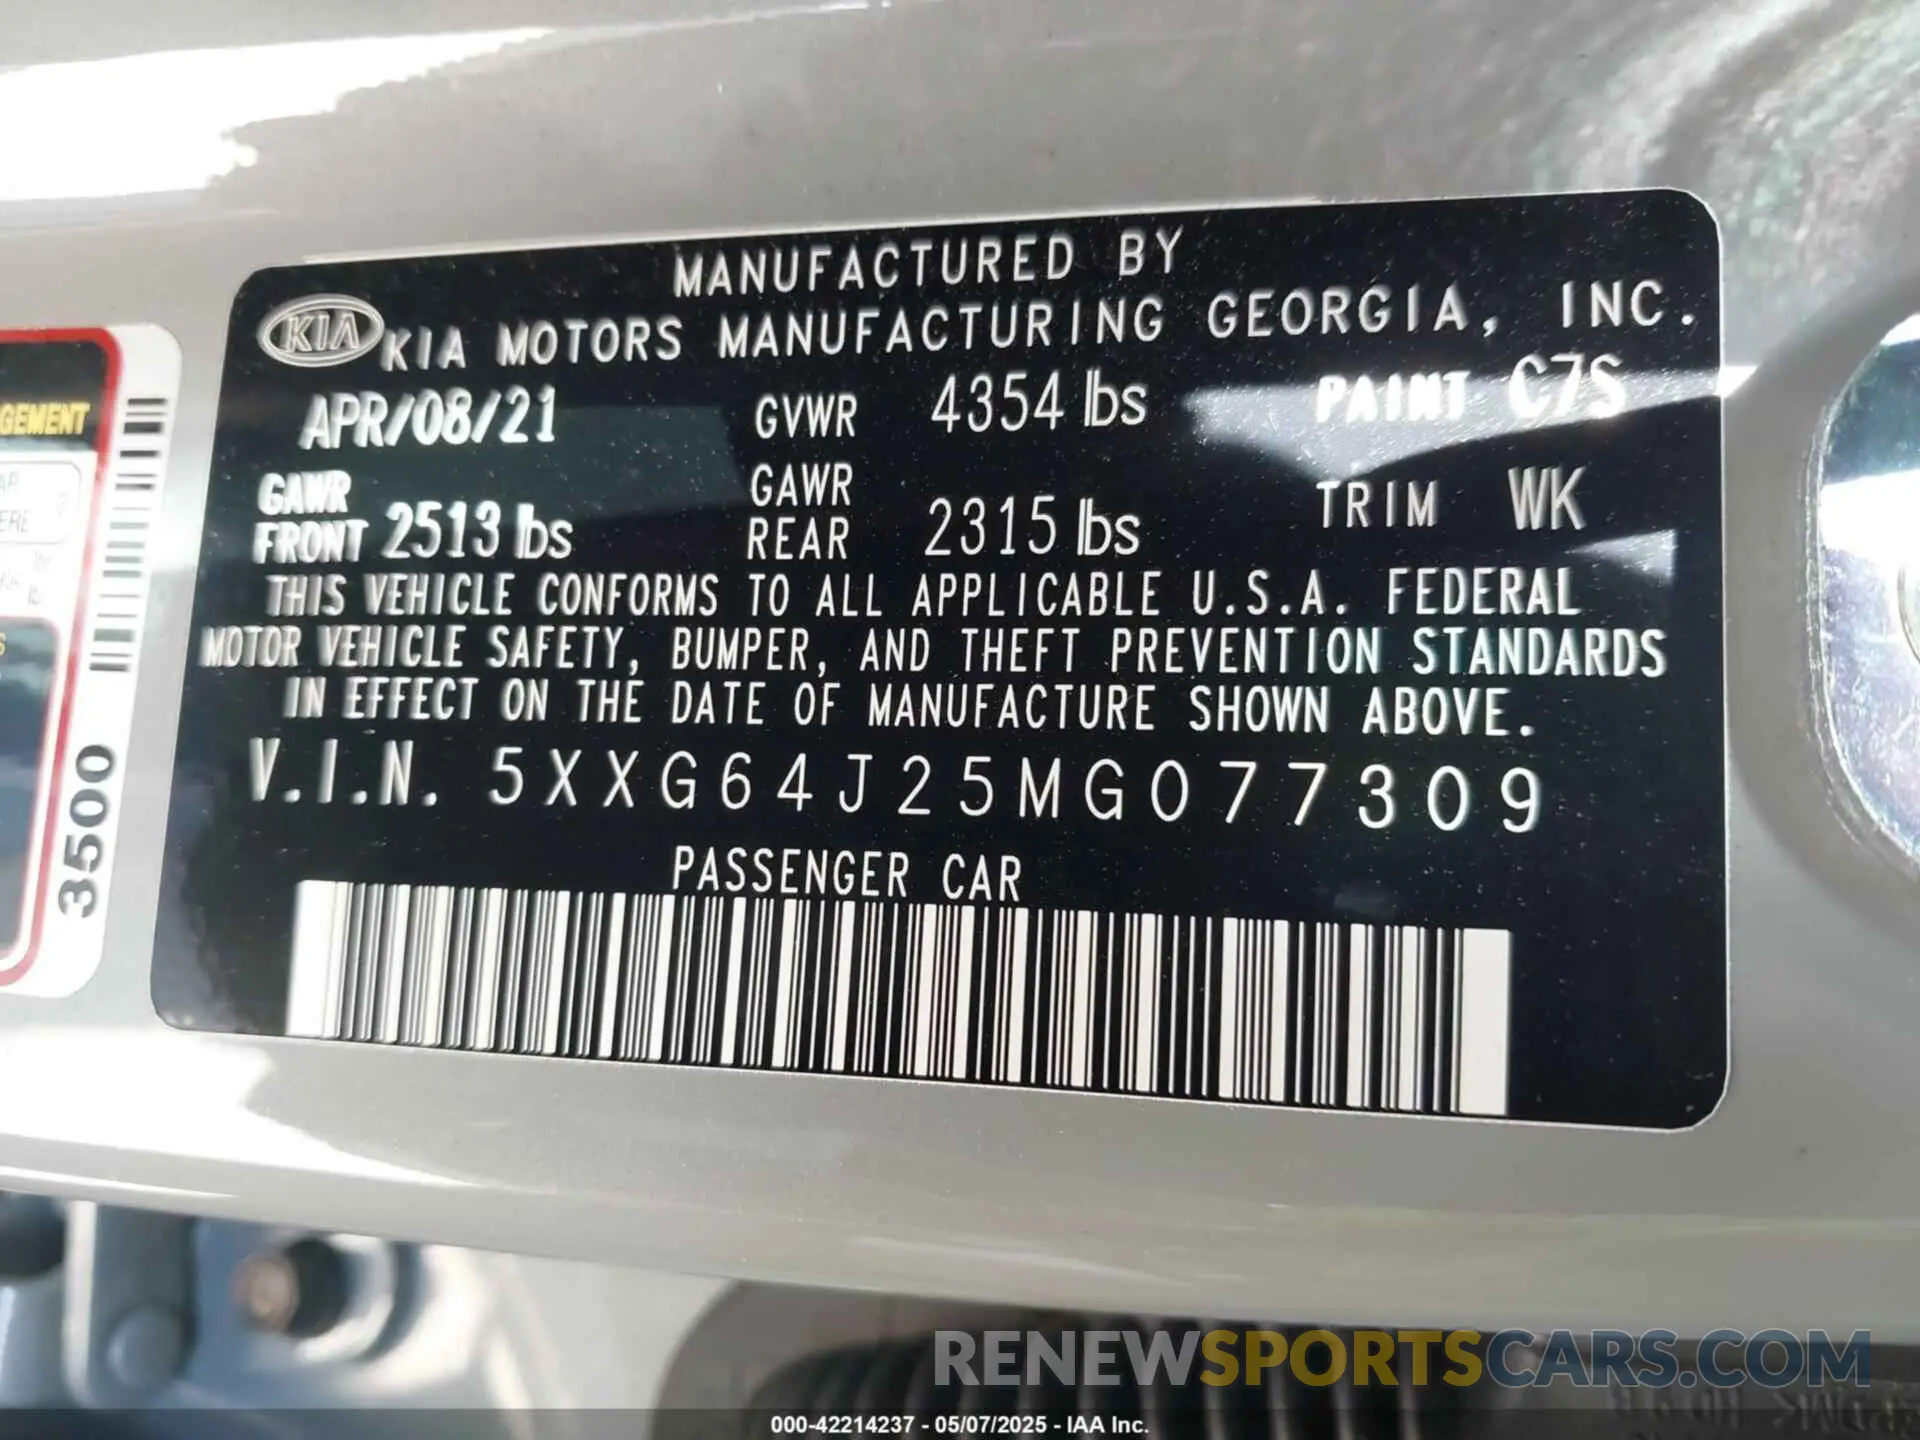 MANUFACTURED BY
KIA KIA MOTORS MANUFACTURING GEORGIA, INC.
APR/08/21 GVWR 4354 lbs PAINT C7S
GAWR FRONT 2513 lbs GAWR REAR 2315 lbs TRIM WK
THIS VEHICLE CONFORMS TO ALL APPLICABLE U.S.A. FEDERAL
MOTOR VEHICLE SAFETY, BUMPER, AND THEFT PREVENTION STANDARDS
IN EFFECT ON THE DATE OF MANUFACTURE SHOWN ABOVE.
V.I.N. 5XXG64J25MG077309
PASSENGER CAR
GEMENT
3500
RENEWSPORTSCARS.COM
000-42214237 - 05/07/2025 - IAA Inc.